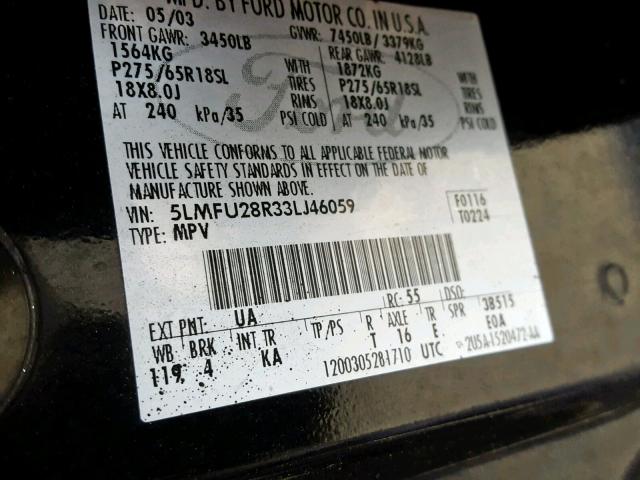 MFD. BY FORD MOTOR CO. IN U.S.A.
DATE: 05/03 GVWR: 7450LB / 3379KG
FRONT GAWR: 3450LB REAR GAWR: 4128LB
1564KG WITH 1872KG WITH
P275/65R18SL TIRES P275/65R18SL TIRES
18X8.0J RIMS 18X8.0J RIMS
AT 240 kPa/35 PSI COLD AT 240 kPa/35 PSI COLD
Ford
THIS VEHICLE CONFORMS TO ALL APPLICABLE FEDERAL MOTOR
VEHICLE SAFETY STANDARDS IN EFFECT ON THE DATE OF
MANUFACTURE SHOWN ABOVE.
VIN: 5LMFU28R33LJ46059 F0116
TYPE: MPV T0224
RC: 55 DSO:
EXT PNT: UA 3B515
WB BRK INT TR TP/PS R AXLE TR SPR E0A
119 4 KA T 16 E
1200305281710 UTC 2U5A-1520472-AA